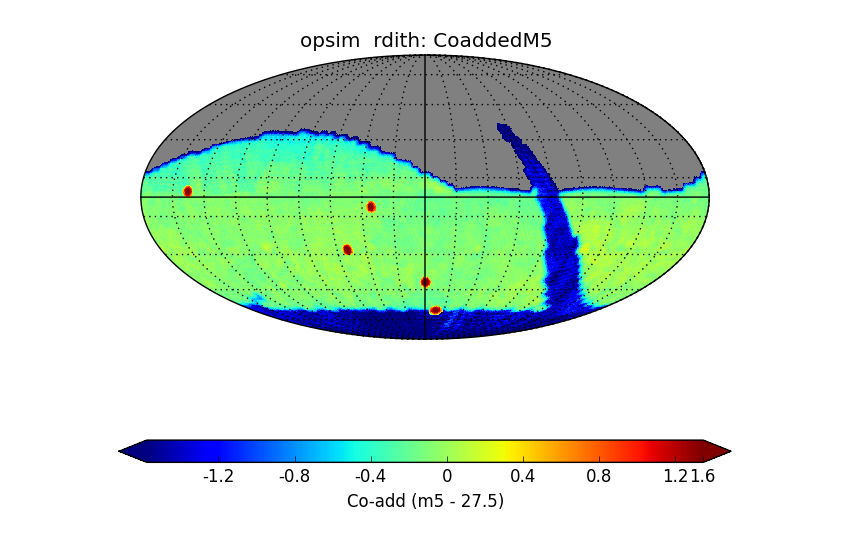 opsim rdith: CoaddedM5
-1.2 -0.8 -0.4 0 0.4 0.8 1.21.6
Co-add (m5 - 27.5)